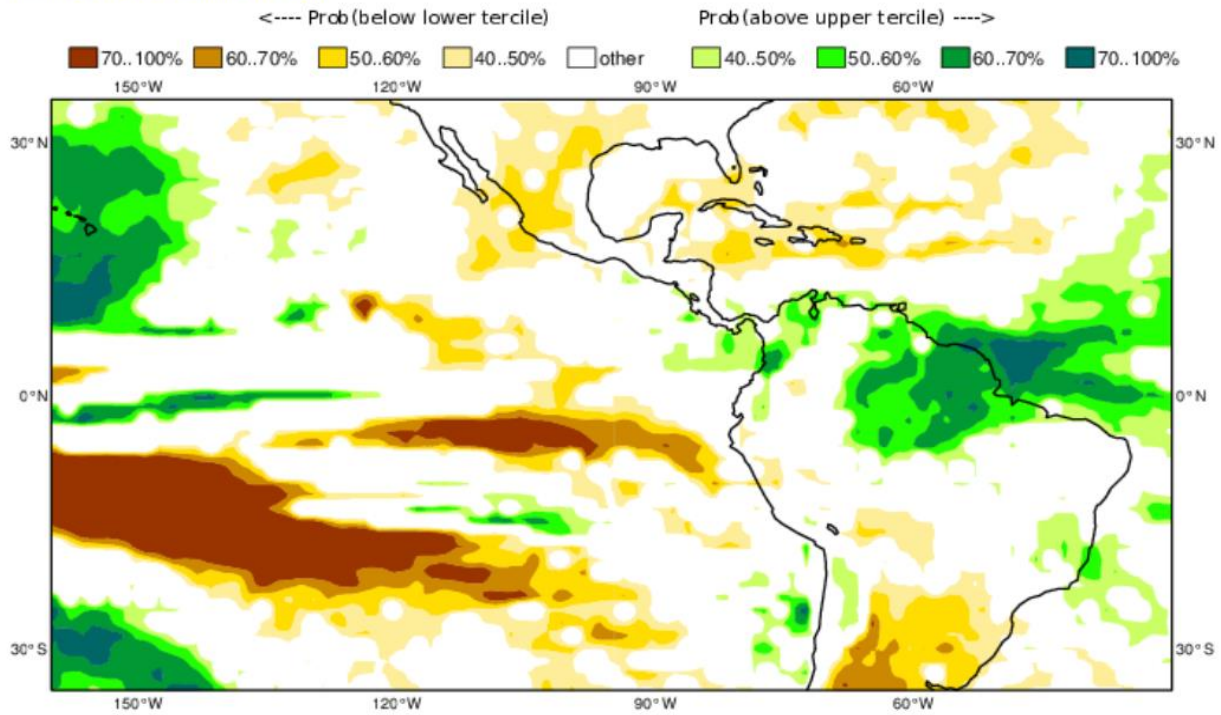 <---- Prob(below lower tercile) Prob(above upper tercile) ---->
70..100% 60..70% 50..60% 40..50% other 40..50% 50..60% 60..70% 70..100%
150°W 120°W 90°W 60°W
30°N 30°N
0°N 0°N
30°S 30°S
150°W 120°W 90°W 60°W